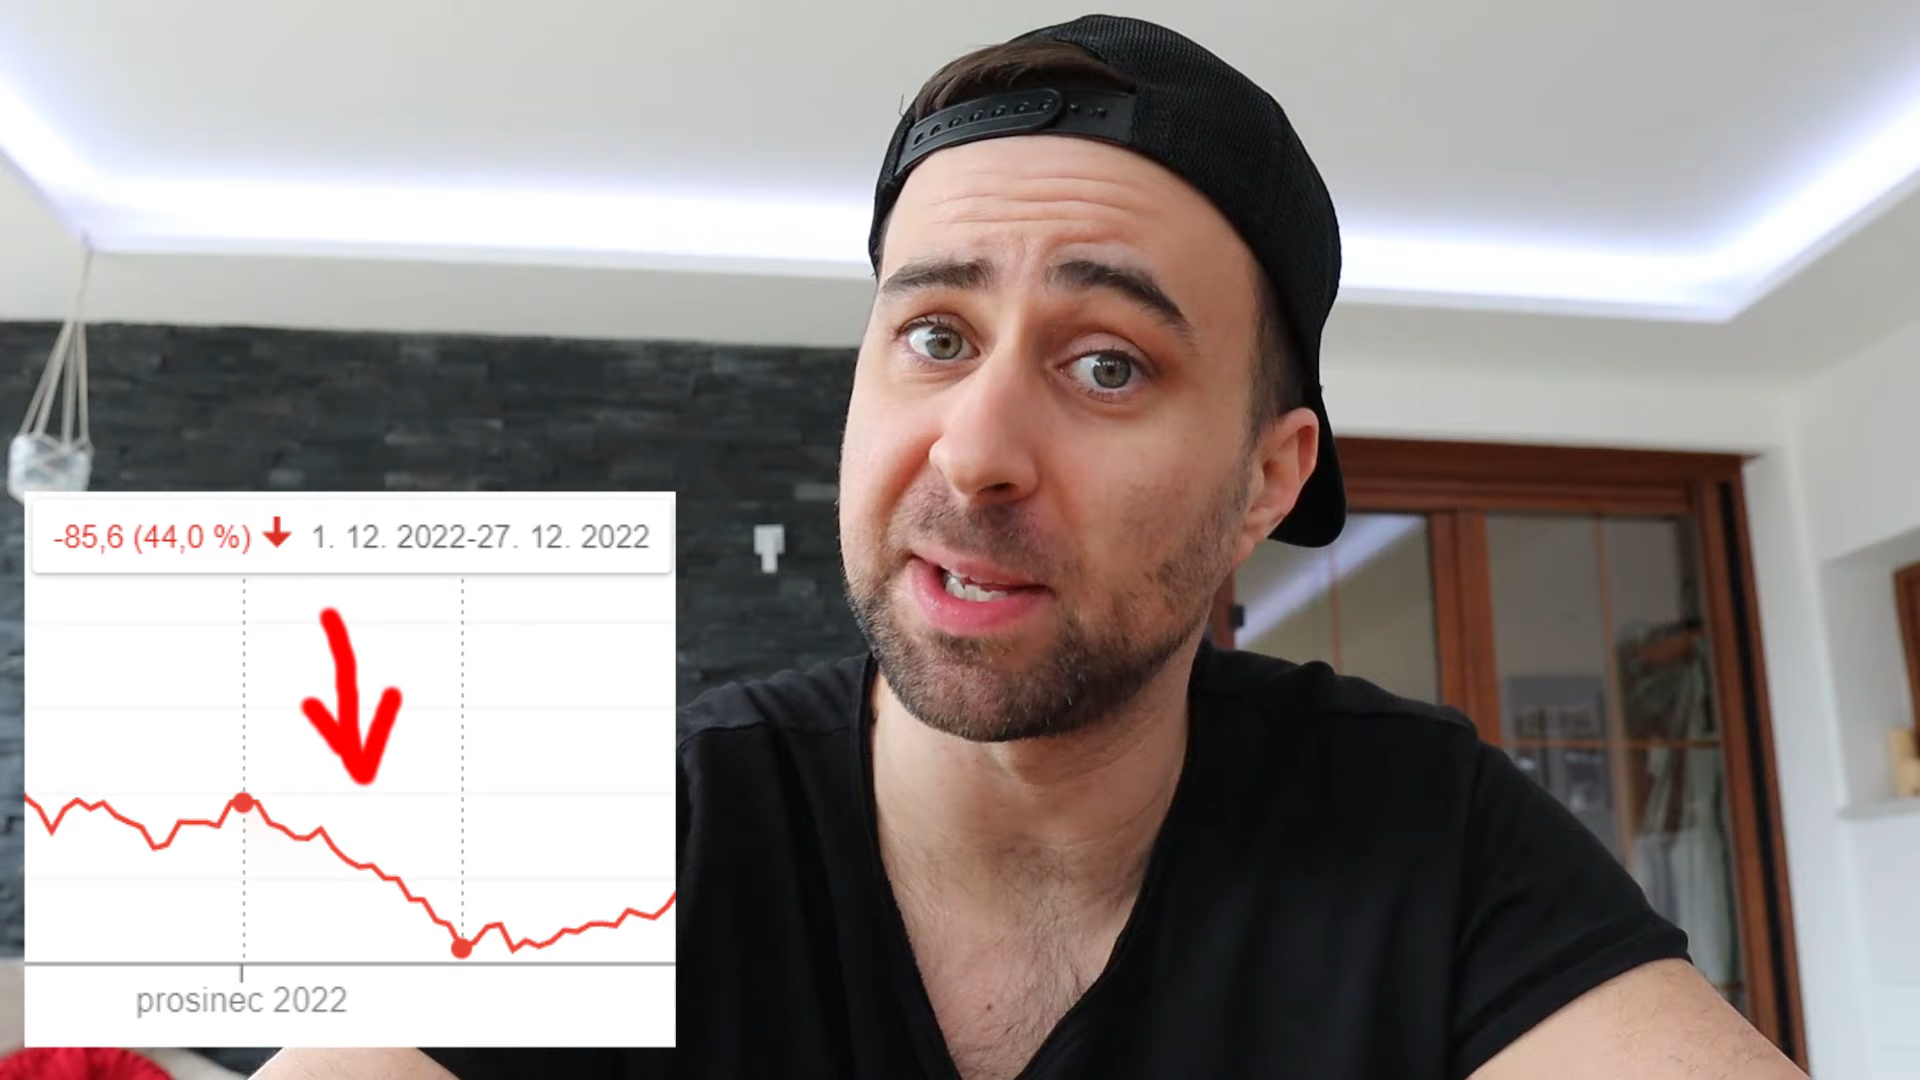 -85,6 (44,0 %) ↓ 1. 12. 2022-27. 12. 2022
prosinec 2022